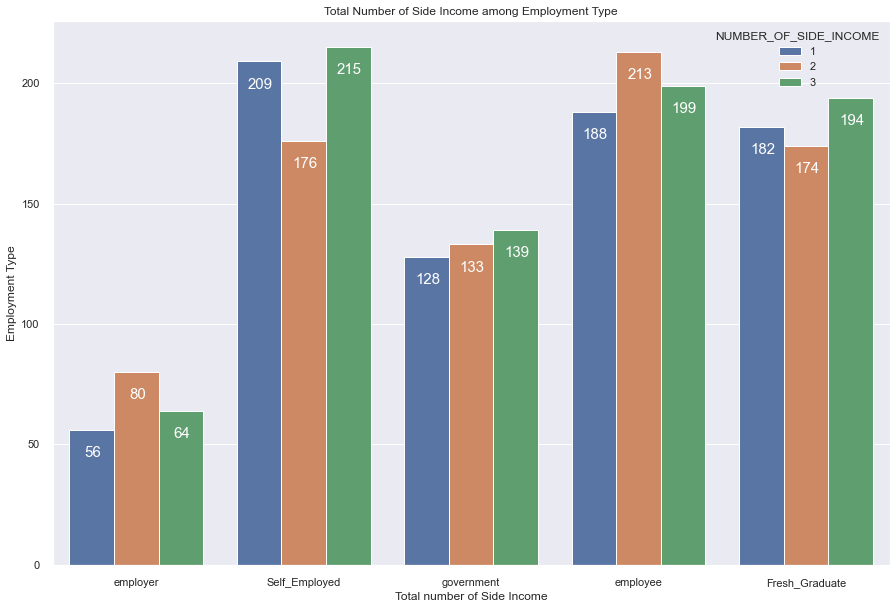 Total Number of Side Income among Employment Type
NUMBER_OF_SIDE_INCOME
1
2
3
Employment Type
200
150
100
50
0
56
80
64
209
176
215
128
133
139
188
213
199
182
174
194
employer
Self_Employed
government
employee
Fresh_Graduate
Total number of Side Income